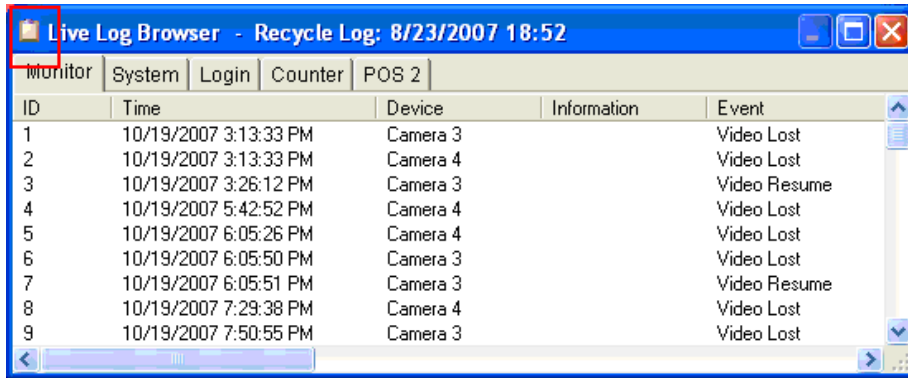 Live Log Browser - Recycle Log: 8/23/2007 18:52
Monitor System Login Counter POS 2
ID Time Device Information Event
1 10/19/2007 3:13:33 PM Camera 3 Video Lost
2 10/19/2007 3:13:33 PM Camera 4 Video Lost
3 10/19/2007 3:26:12 PM Camera 3 Video Resume
4 10/19/2007 5:42:52 PM Camera 4 Video Lost
5 10/19/2007 6:05:26 PM Camera 4 Video Lost
6 10/19/2007 6:05:50 PM Camera 3 Video Lost
7 10/19/2007 6:05:51 PM Camera 3 Video Resume
8 10/19/2007 7:29:38 PM Camera 4 Video Lost
9 10/19/2007 7:50:55 PM Camera 3 Video Lost